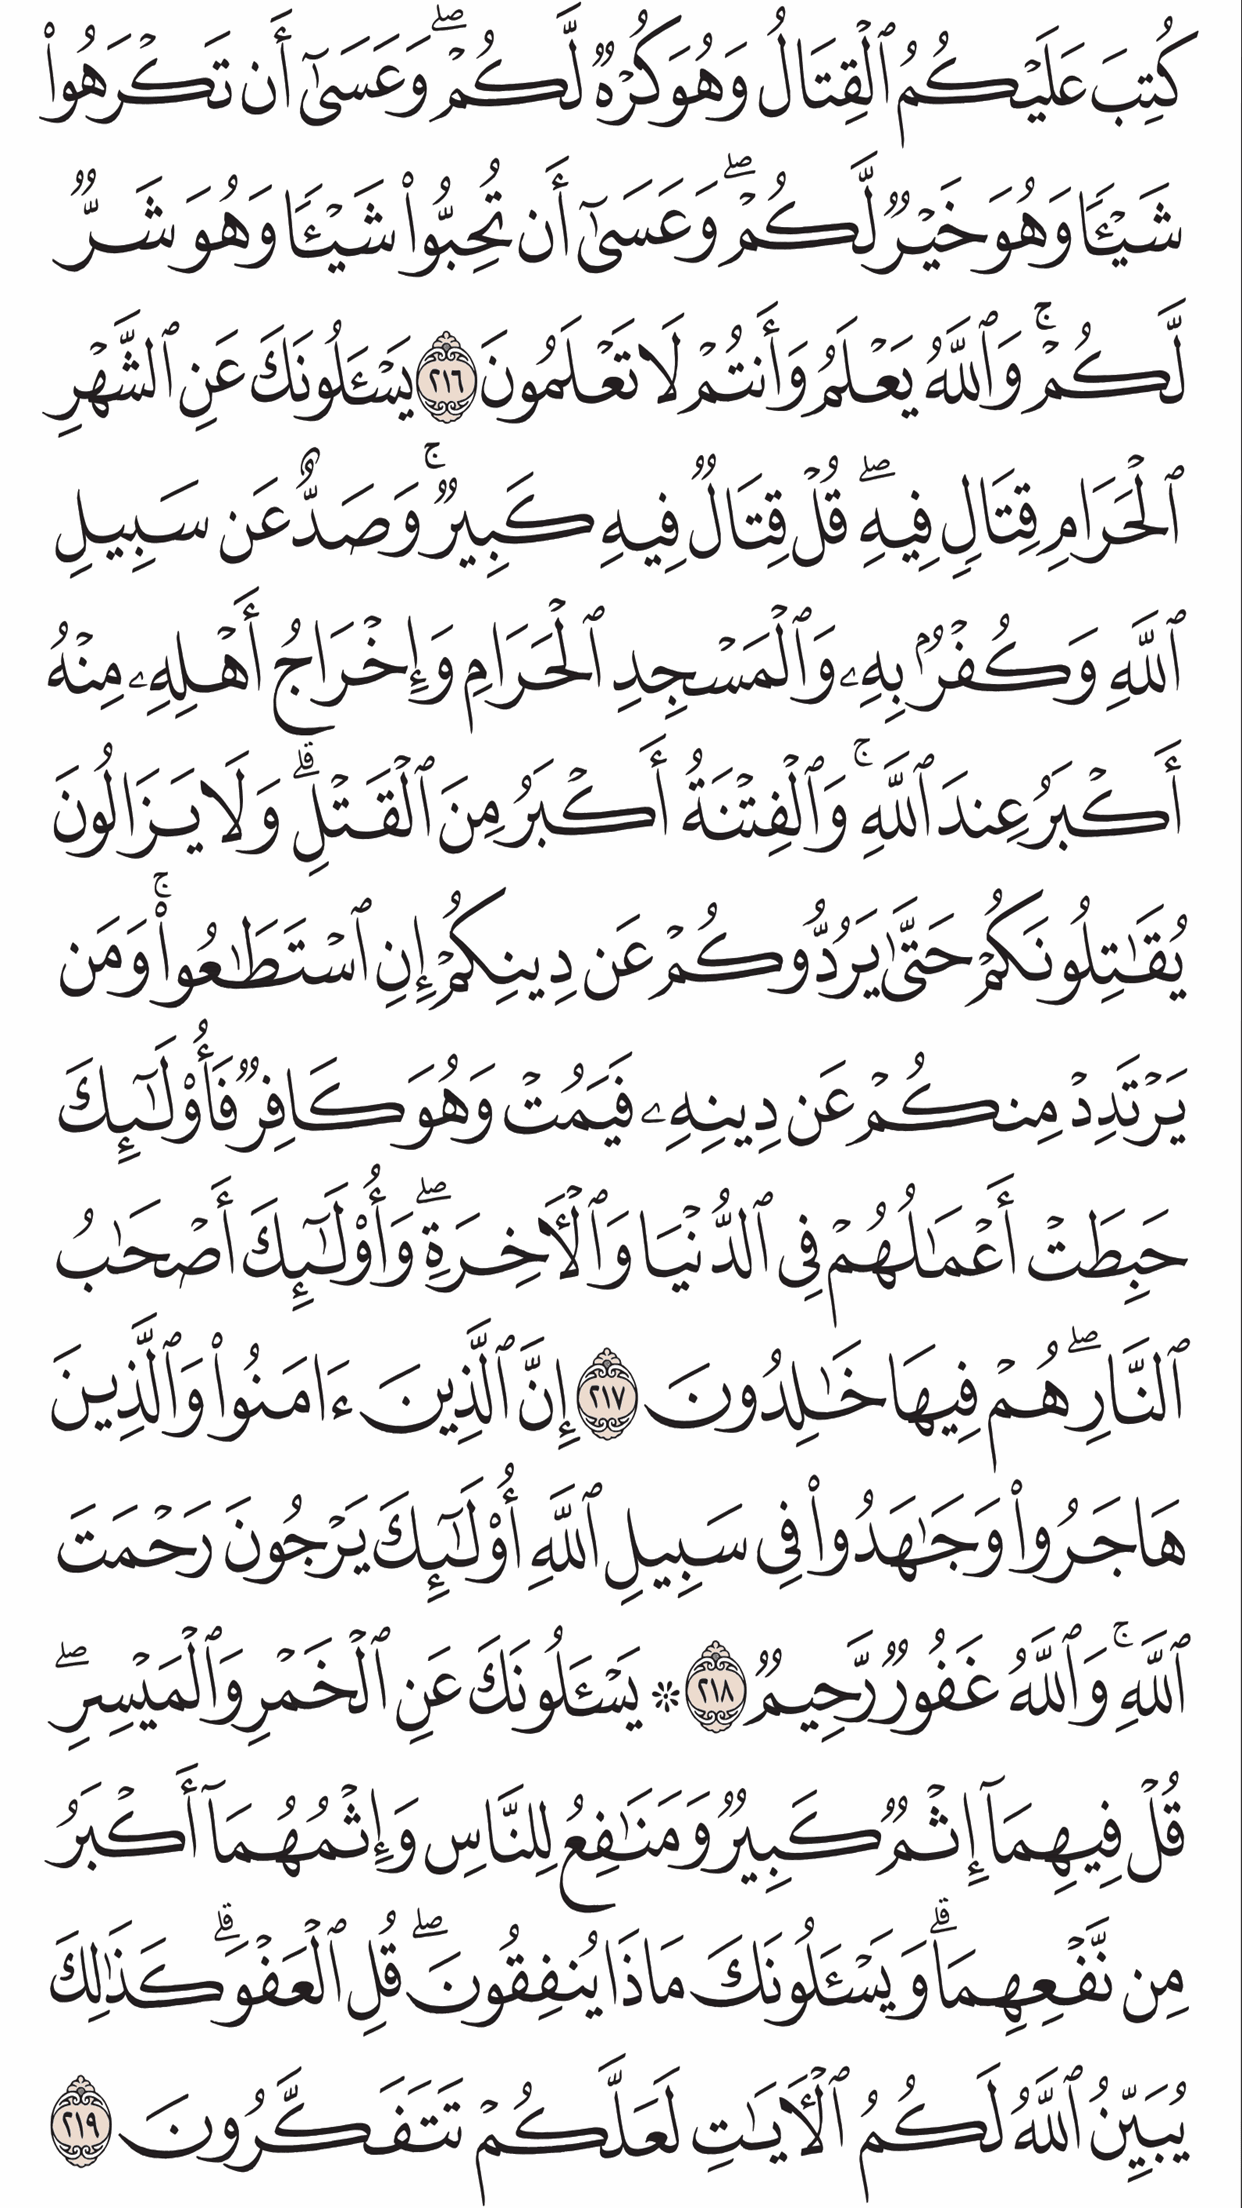 كُتِبَ عَلَيۡكُمُ ٱلۡقِتَالُ وَهُوَ كُرۡهٞ لَّكُمۡۖ وَعَسَىٰٓ أَن تَكۡرَهُواْ
شَيۡـٔٗا وَهُوَ خَيۡرٞ لَّكُمۡۖ وَعَسَىٰٓ أَن تُحِبُّواْ شَيۡـٔٗا وَهُوَ شَرّٞ
لَّكُمۡۚ وَٱللَّهُ يَعۡلَمُ وَأَنتُمۡ لَا تَعۡلَمُونَ ٢١٦ يَسۡـَٔلُونَكَ عَنِ ٱلشَّهۡرِ
ٱلۡحَرَامِ قِتَالٖ فِيهِۖ قُلۡ قِتَالٞ فِيهِ كَبِيرٞۚ وَصَدٌّ عَن سَبِيلِ
ٱللَّهِ وَكُفۡرُۢ بِهِۦ وَٱلۡمَسۡجِدِ ٱلۡحَرَامِ وَإِخۡرَاجُ أَهۡلِهِۦ مِنۡهُ
أَكۡبَرُ عِندَ ٱللَّهِۚ وَٱلۡفِتۡنَةُ أَكۡبَرُ مِنَ ٱلۡقَتۡلِۗ وَلَا يَزَالُونَ
يُقَٰتِلُونَكُمۡ حَتَّىٰ يَرُدُّوكُمۡ عَن دِينِكُمۡ إِنِ ٱسۡتَطَٰعُواْۚ وَمَن
يَرۡتَدِدۡ مِنكُمۡ عَن دِينِهِۦ فَيَمُتۡ وَهُوَ كَافِرٞ فَأُوْلَٰٓئِكَ
حَبِطَتۡ أَعۡمَٰلُهُمۡ فِي ٱلدُّنۡيَا وَٱلۡأٓخِرَةِۖ وَأُوْلَٰٓئِكَ أَصۡحَٰبُ
ٱلنَّارِۖ هُمۡ فِيهَا خَٰلِدُونَ ٢١٧ إِنَّ ٱلَّذِينَ ءَامَنُواْ وَٱلَّذِينَ
هَاجَرُواْ وَجَٰهَدُواْ فِي سَبِيلِ ٱللَّهِ أُوْلَٰٓئِكَ يَرۡجُونَ رَحۡمَتَ
ٱللَّهِۚ وَٱللَّهُ غَفُورٞ رَّحِيمٞ ٢١٨ ۞ يَسۡـَٔلُونَكَ عَنِ ٱلۡخَمۡرِ وَٱلۡمَيۡسِرِۖ
قُلۡ فِيهِمَآ إِثۡمٞ كَبِيرٞ وَمَنَٰفِعُ لِلنَّاسِ وَإِثۡمُهُمَآ أَكۡبَرُ
مِن نَّفۡعِهِمَاۗ وَيَسۡـَٔلُونَكَ مَاذَا يُنفِقُونَۖ قُلِ ٱلۡعَفۡوَۗ كَذَٰلِكَ
يُبَيِّنُ ٱللَّهُ لَكُمُ ٱلۡأٓيَٰتِ لَعَلَّكُمۡ تَتَفَكَّرُونَ ٢١٩